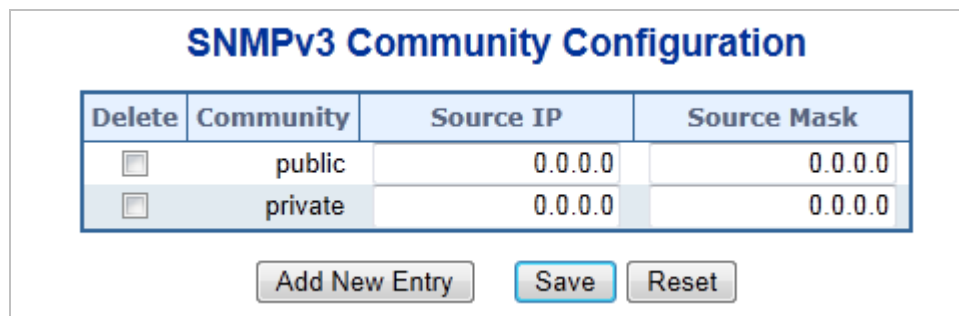 SNMPv3 Community Configuration
Delete Community Source IP Source Mask
public 0.0.0.0 0.0.0.0
private 0.0.0.0 0.0.0.0
Add New Entry Save Reset